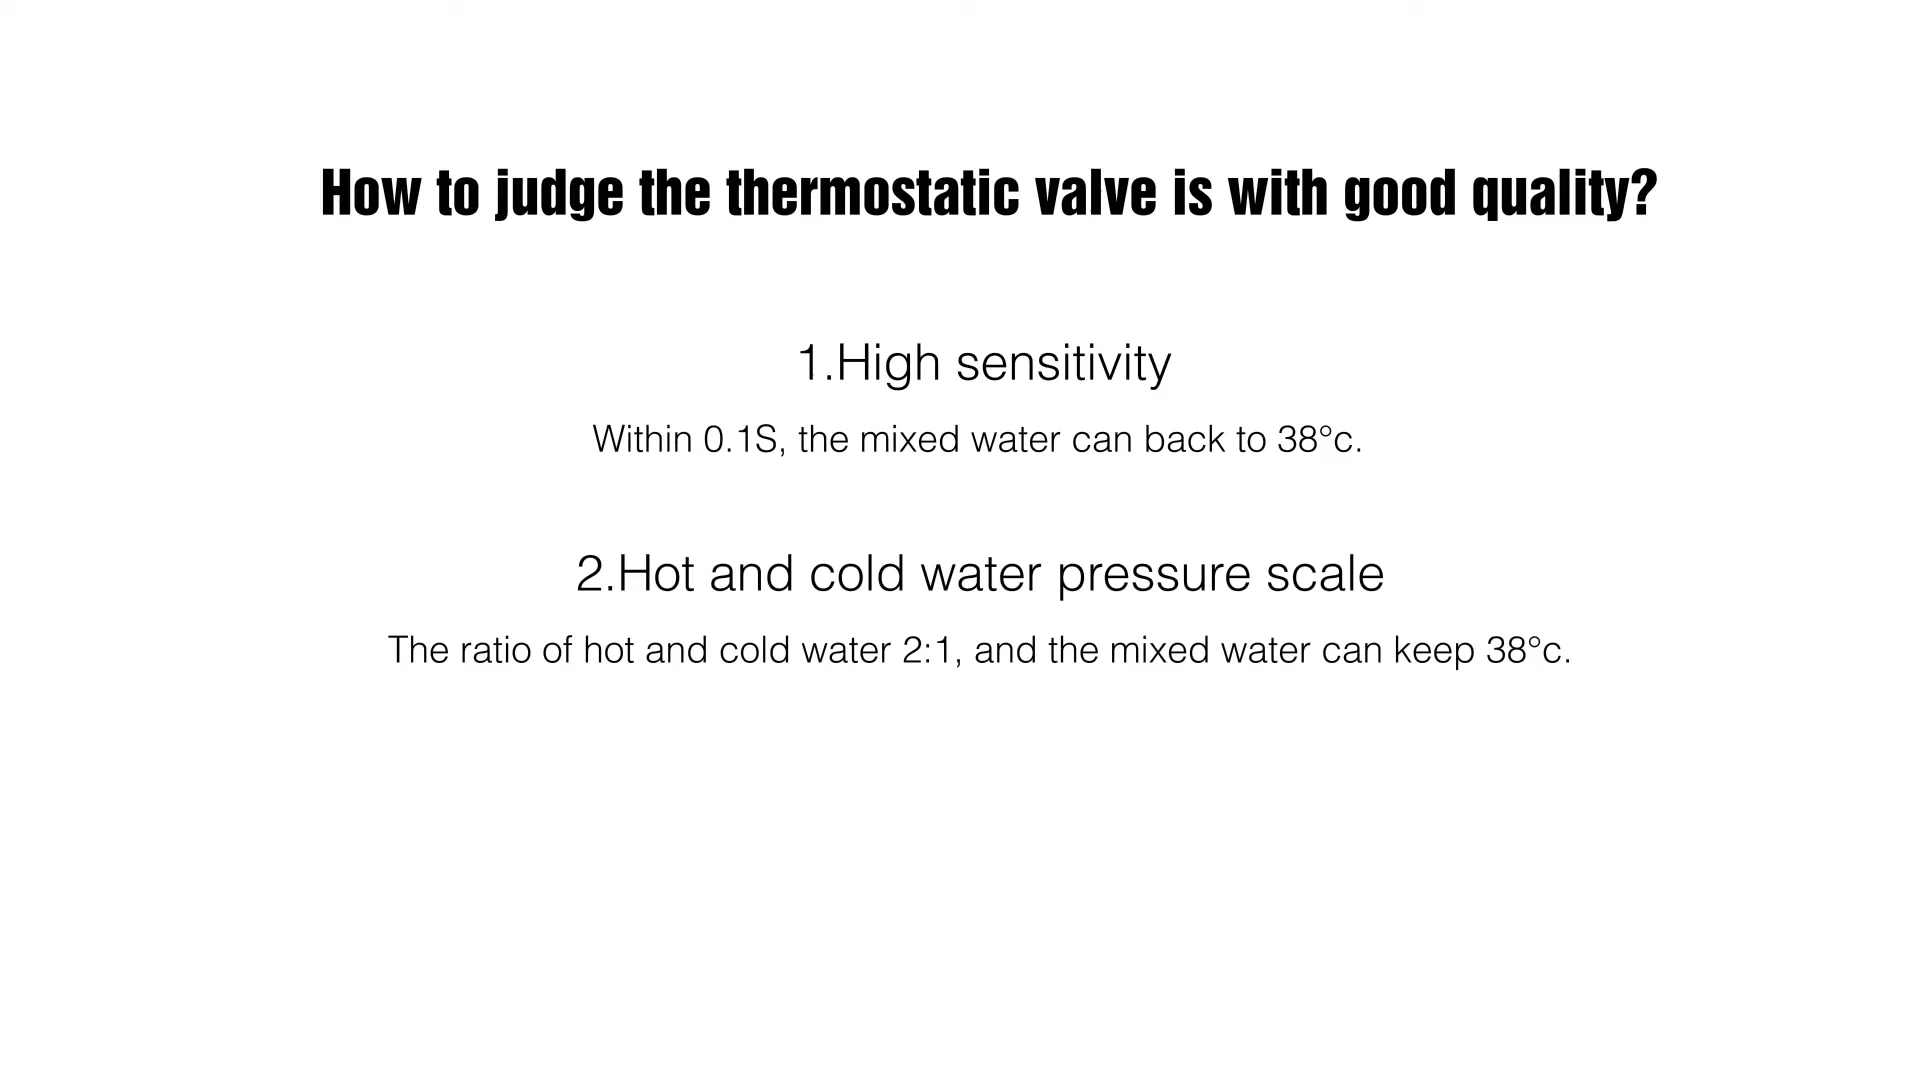 How to judge the thermostatic valve is with good quality?
1.High sensitivity
Within 0.1S, the mixed water can back to 38°c.
2.Hot and cold water pressure scale
The ratio of hot and cold water 2:1, and the mixed water can keep 38°c.